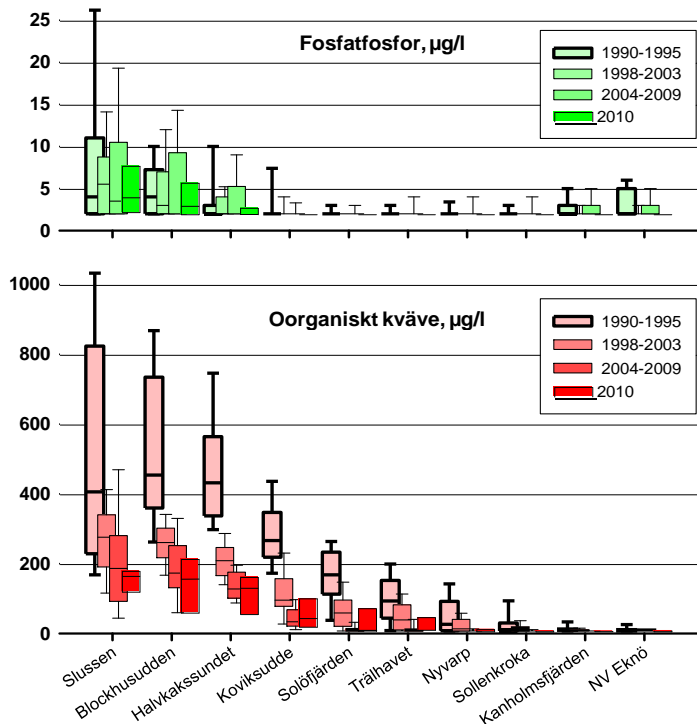 Fosfatfosfor, µg/l
1990-1995
1998-2003
2004-2009
2010
25
20
15
10
5
0
Oorganiskt kväve, µg/l
1990-1995
1998-2003
2004-2009
2010
1000
800
600
400
200
0
Slussen
Blockhusudden
Halvkakssundet
Koviksudde
Solöfjärden
Trälhavet
Nyvarp
Sollenkroka
Kanholmsfjärden
NV Eknö